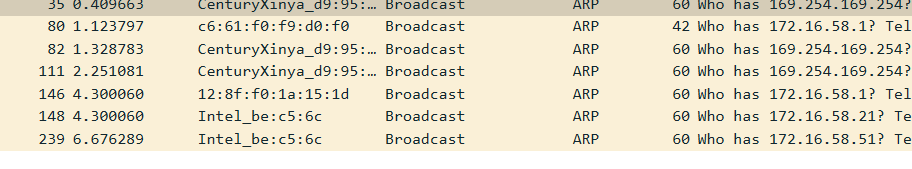 35 0.409663 CenturyXinya_d9:95:… Broadcast ARP 60 Who has 169.254.169.254?
80 1.123797 c6:61:f0:f9:d0:f0 Broadcast ARP 42 Who has 172.16.58.1? Tel
82 1.328783 CenturyXinya_d9:95:… Broadcast ARP 60 Who has 169.254.169.254?
111 2.251081 CenturyXinya_d9:95:… Broadcast ARP 60 Who has 169.254.169.254?
146 4.300060 12:8f:f0:1a:15:1d Broadcast ARP 60 Who has 172.16.58.1? Tel
148 4.300060 Intel_be:c5:6c Broadcast ARP 60 Who has 172.16.58.21? Te
239 6.676289 Intel_be:c5:6c Broadcast ARP 60 Who has 172.16.58.51? Te